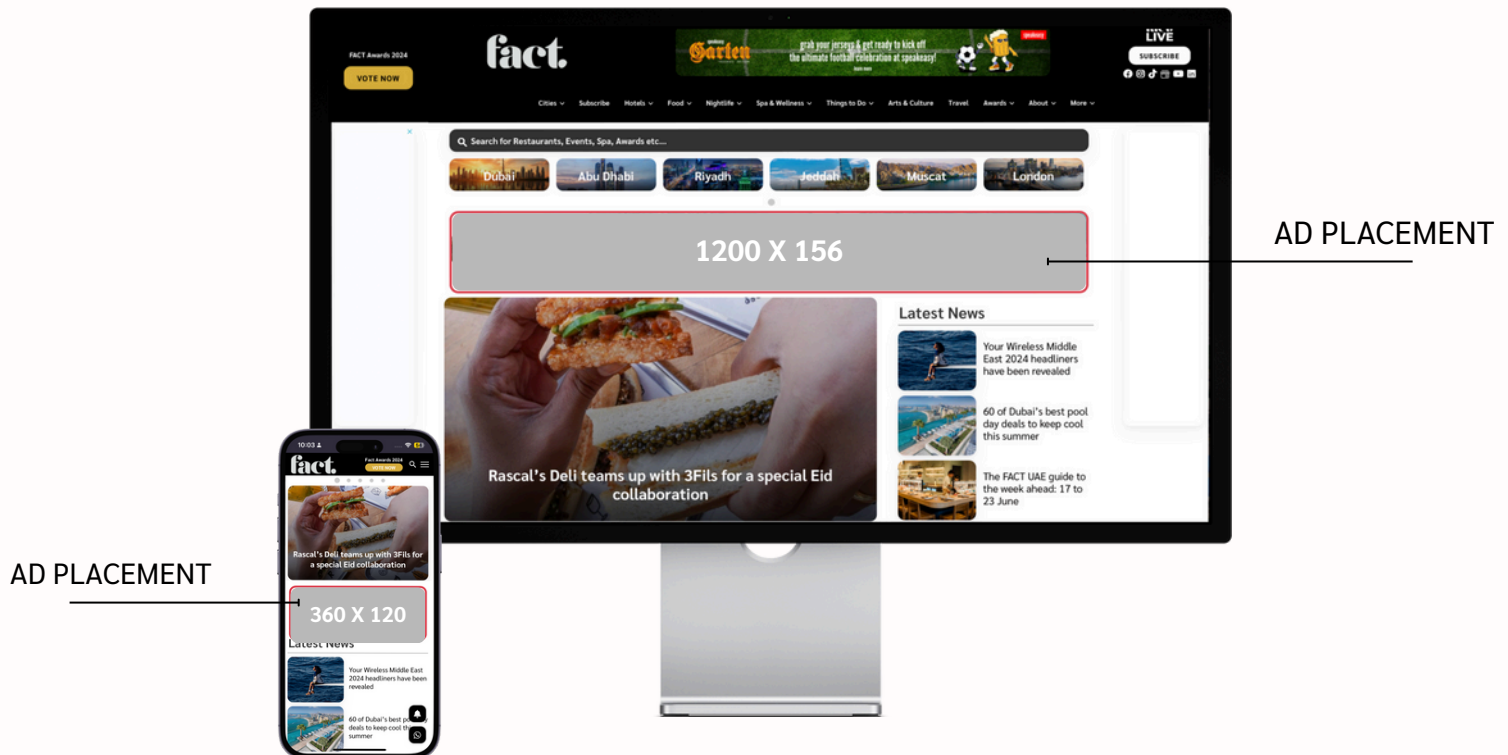 FACT Awards 2024
VOTE NOW
fact.
speakeasy
Garten
grab your jerseys & get ready to kick off
the ultimate football celebration at speakeasy!
learn more
speakeasy
LIVE
SUBSCRIBE
Cities Subscribe Hotels Food Nightlife Spa & Wellness Things to Do Arts & Culture Travel Awards About More
Search for Restaurants, Events, Spa, Awards etc...
Dubai Abu Dhabi Riyadh Jeddah Muscat London
1200 X 156
AD PLACEMENT
Rascal's Deli teams up with 3Fils for a special Eid
collaboration
Latest News
Your Wireless Middle
East 2024 headliners
have been revealed
60 of Dubai's best pool
day deals to keep cool
this summer
The FACT UAE guide to
the week ahead: 17 to
23 June
AD PLACEMENT
10:03
fact.
Fact Awards 2024
VOTE NOW
Rascal's Deli teams up with 3Fils for
a special Eid collaboration
360 X 120
Latest News
Your Wireless Middle East
2024 headliners have been
revealed
60 of Dubai's best
deals to keep cool
summer